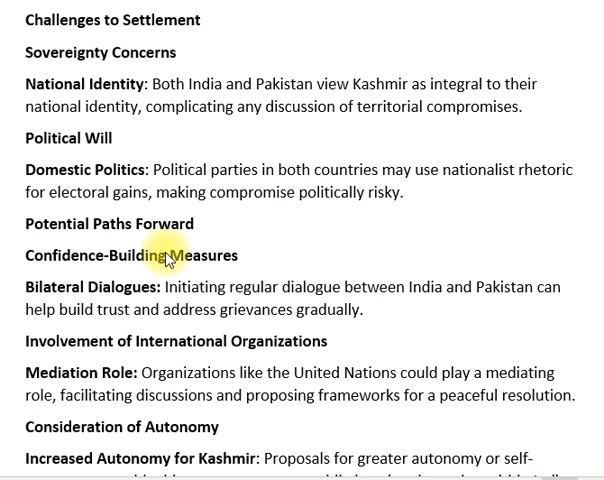 Challenges to Settlement
Sovereignty Concerns
National Identity: Both India and Pakistan view Kashmir as integral to their
national identity, complicating any discussion of territorial compromises.
Political Will
Domestic Politics: Political parties in both countries may use nationalist rhetoric
for electoral gains, making compromise politically risky.
Potential Paths Forward
Confidence-Building Measures
Bilateral Dialogues: Initiating regular dialogue between India and Pakistan can
help build trust and address grievances gradually.
Involvement of International Organizations
Mediation Role: Organizations like the United Nations could play a mediating
role, facilitating discussions and proposing frameworks for a peaceful resolution.
Consideration of Autonomy
Increased Autonomy for Kashmir: Proposals for greater autonomy or self-